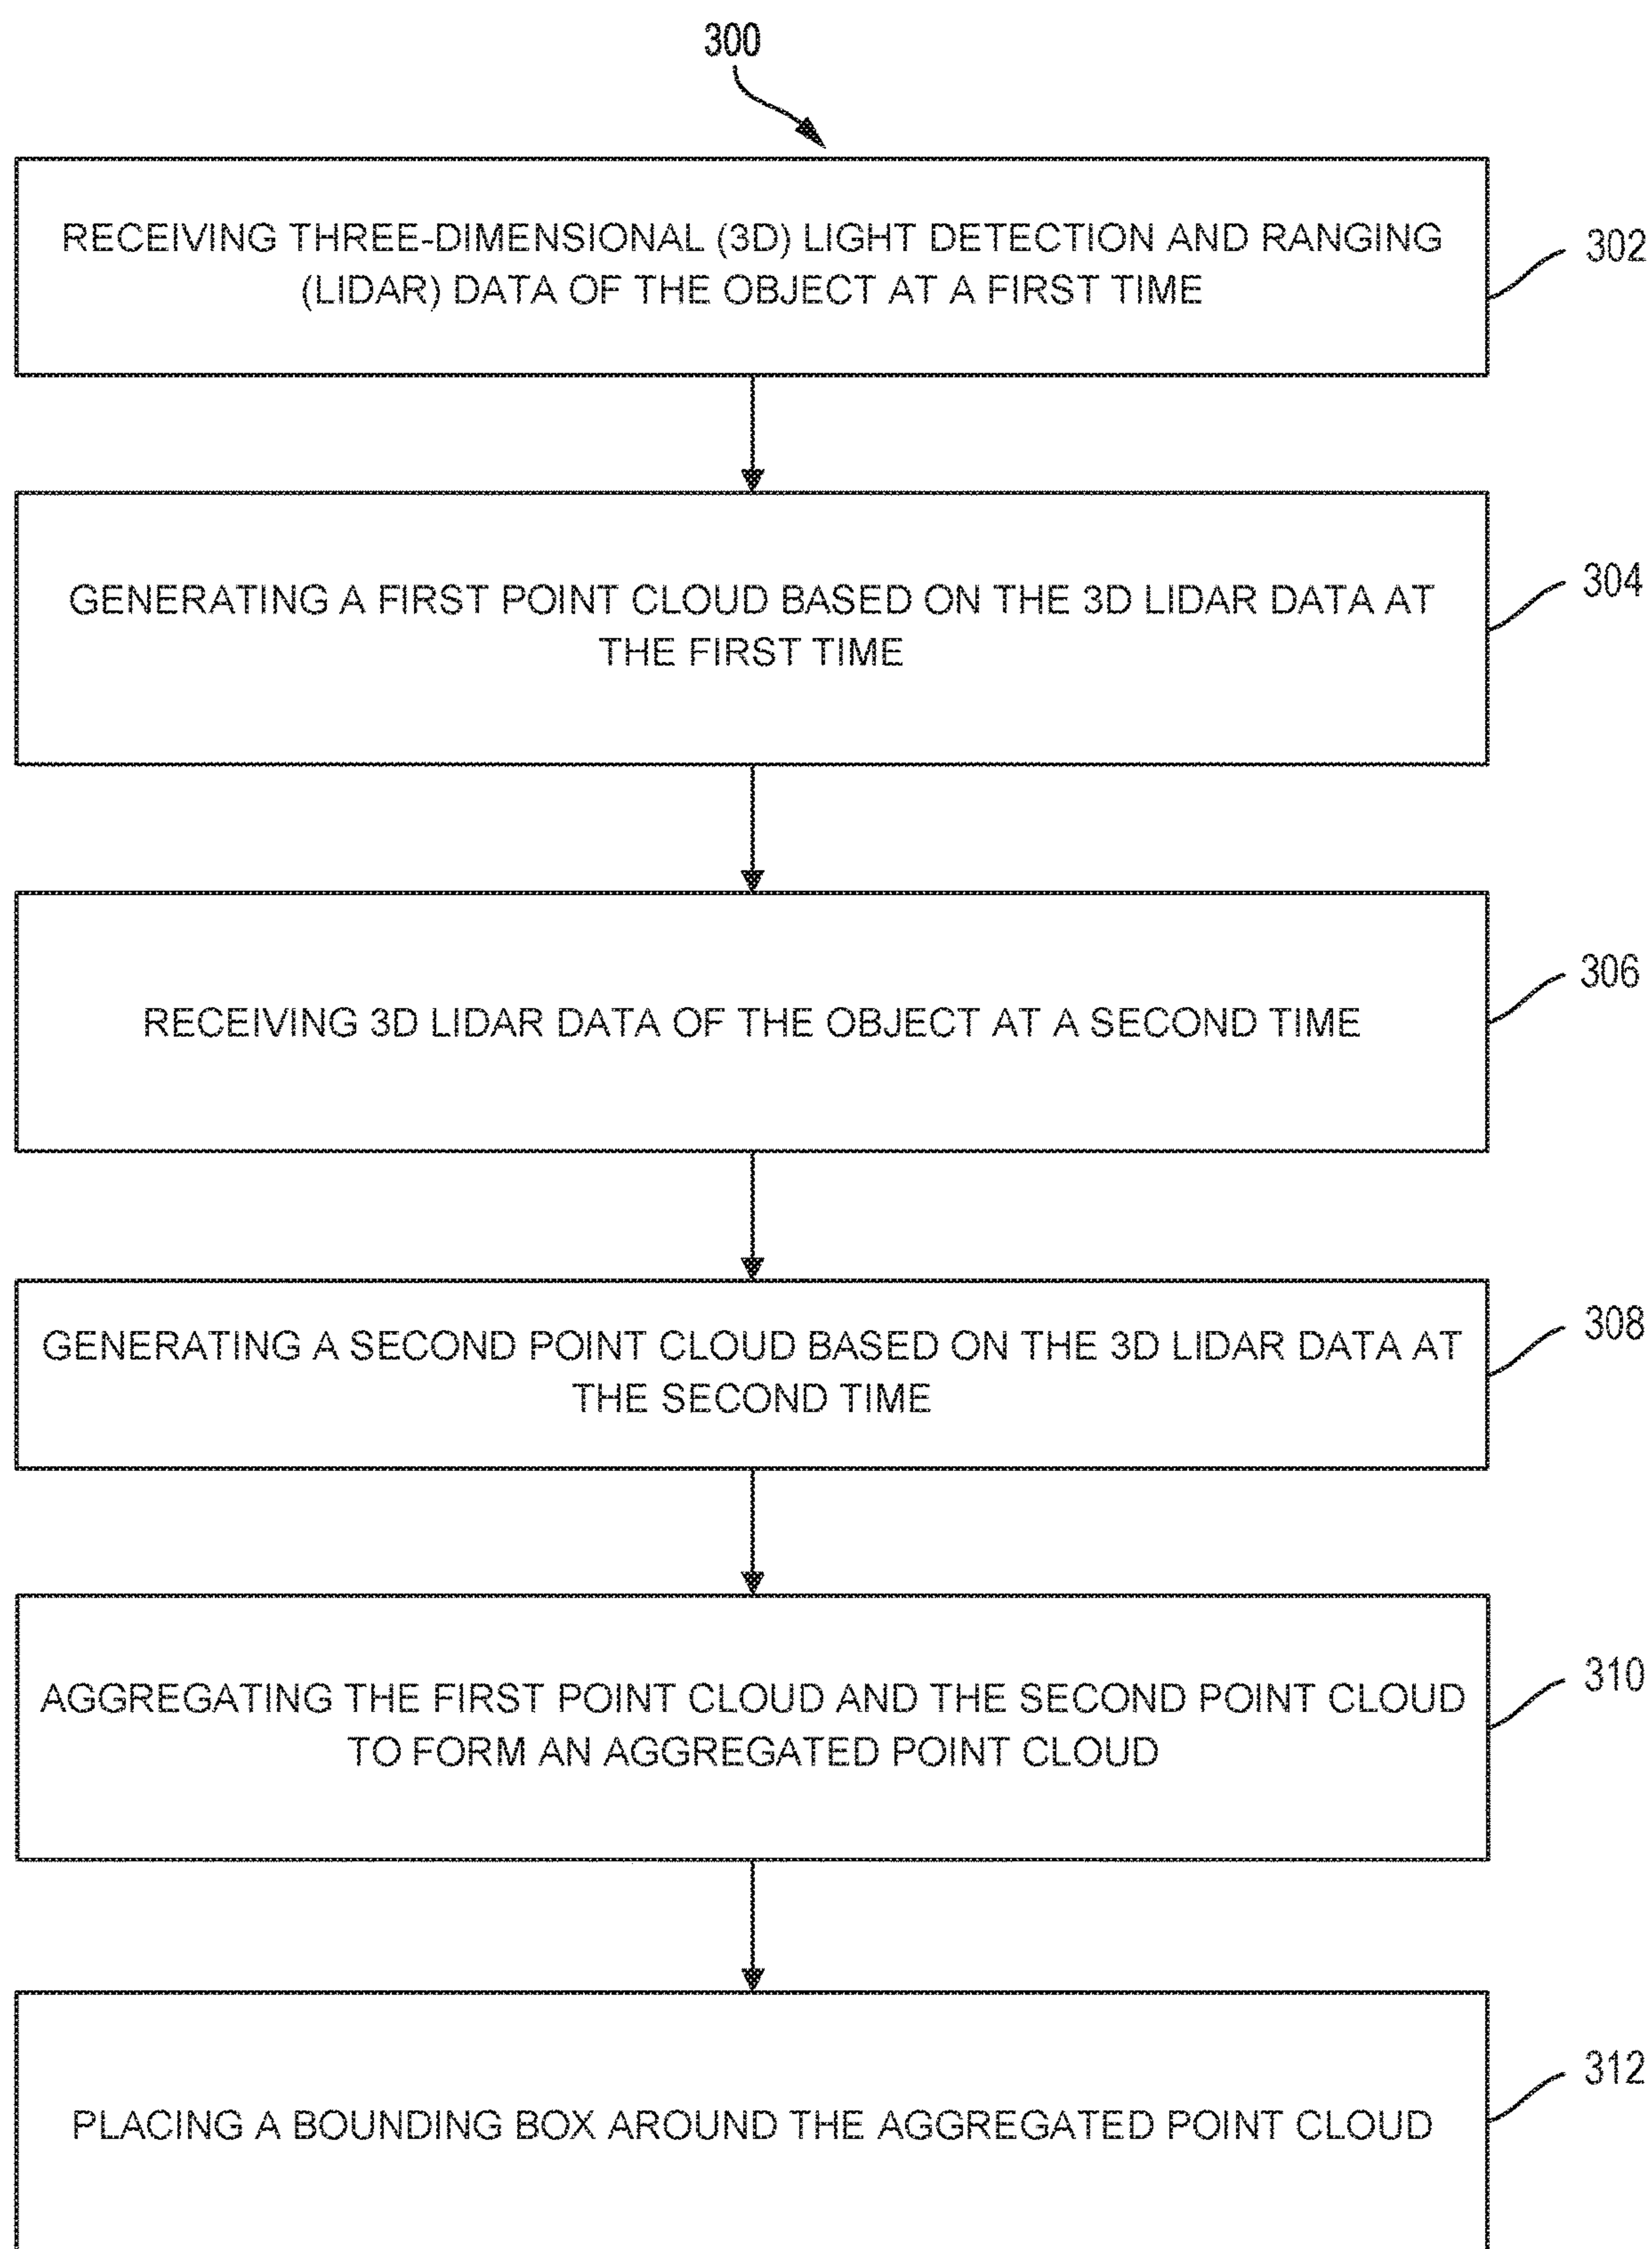 300
RECEIVING THREE-DIMENSIONAL (3D) LIGHT DETECTION AND RANGING
(LIDAR) DATA OF THE OBJECT AT A FIRST TIME
302
GENERATING A FIRST POINT CLOUD BASED ON THE 3D LIDAR DATA AT
THE FIRST TIME
304
RECEIVING 3D LIDAR DATA OF THE OBJECT AT A SECOND TIME
306
GENERATING A SECOND POINT CLOUD BASED ON THE 3D LIDAR DATA AT
THE SECOND TIME
308
AGGREGATING THE FIRST POINT CLOUD AND THE SECOND POINT CLOUD
TO FORM AN AGGREGATED POINT CLOUD
310
PLACING A BOUNDING BOX AROUND THE AGGREGATED POINT CLOUD
312